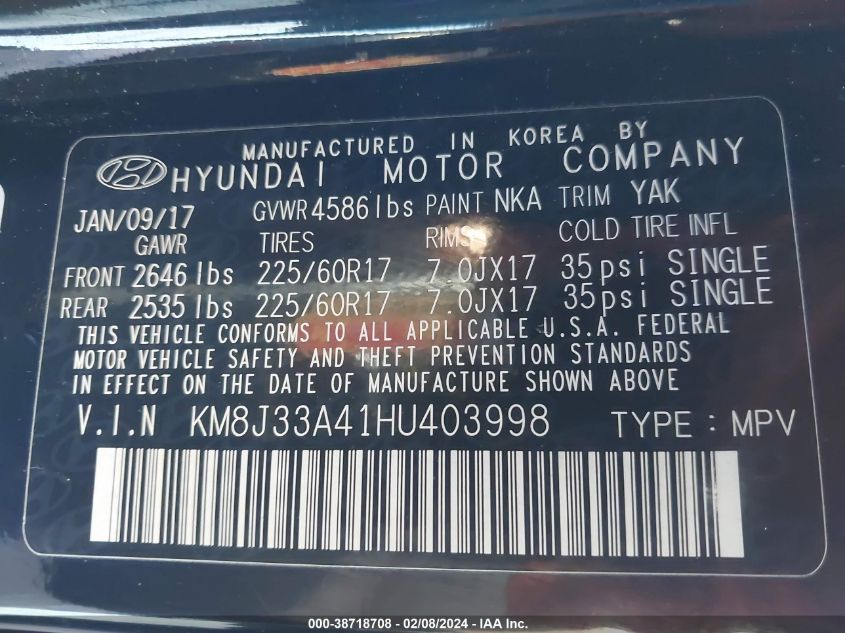 MANUFACTURED IN KOREA BY
HYUNDAI MOTOR COMPANY
JAN/09/17 GVWR 4586 lbs PAINT NKA TRIM YAK
GAWR TIRES RIMS COLD TIRE INFL
FRONT 2646 lbs 225/60R17 7.0JX17 35psi SINGLE
REAR 2535 lbs 225/60R17 7.0JX17 35psi SINGLE
THIS VEHICLE CONFORMS TO ALL APPLICABLE U.S.A. FEDERAL
MOTOR VEHICLE SAFETY AND THEFT PREVENTION STANDARDS
IN EFFECT ON THE DATE OF MANUFACTURE SHOWN ABOVE
V.I.N KM8J33A41HU403998 TYPE: MPV
000-38718708 - 02/08/2024 - IAA Inc.